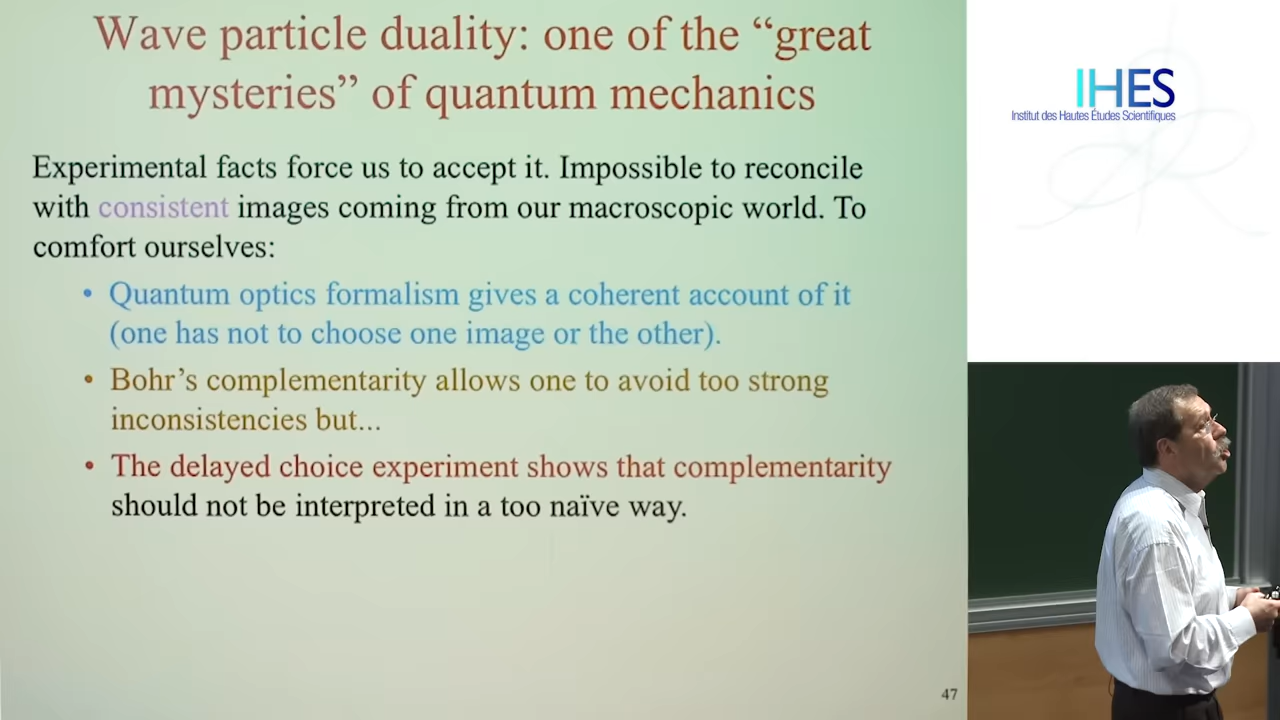 Wave particle duality: one of the “great
mysteries” of quantum mechanics
Experimental facts force us to accept it. Impossible to reconcile
with consistent images coming from our macroscopic world. To
comfort ourselves:
• Quantum optics formalism gives a coherent account of it
(one has not to choose one image or the other).
• Bohr’s complementarity allows one to avoid too strong
inconsistencies but...
• The delayed choice experiment shows that complementarity
should not be interpreted in a too naïve way.
47
IHES
Institut des Hautes Études Scientifiques